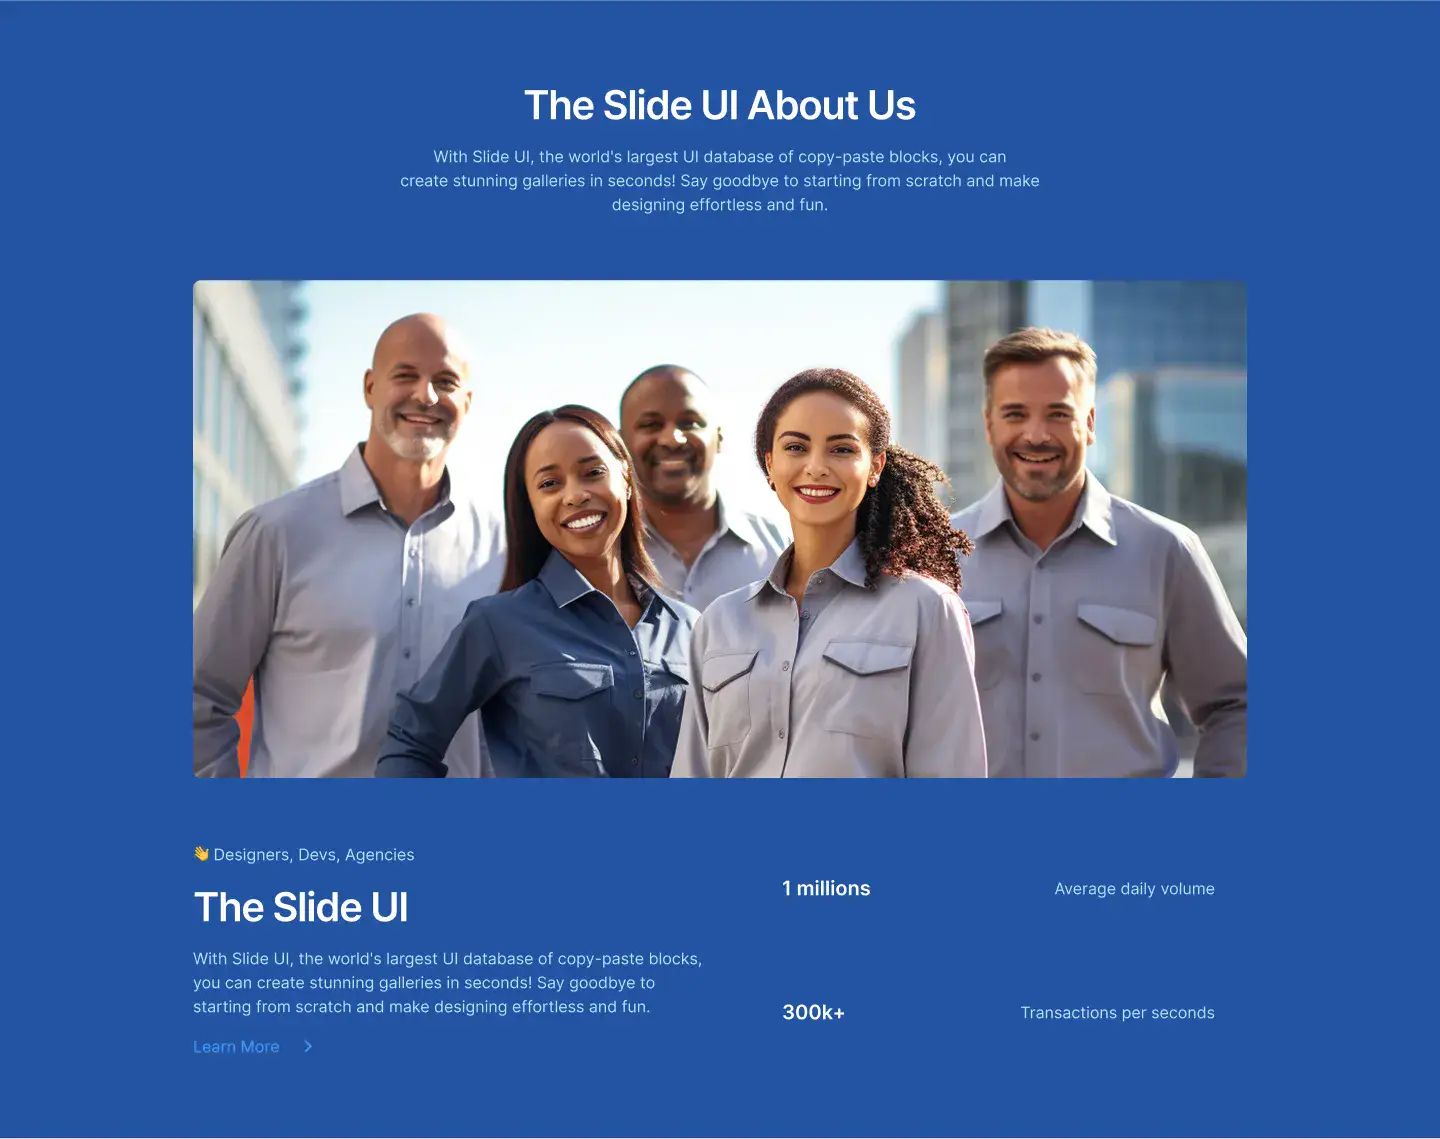 The Slide UI About Us
With Slide UI, the world's largest UI database of copy-paste blocks, you can
create stunning galleries in seconds! Say goodbye to starting from scratch and make
designing effortless and fun.
👋 Designers, Devs, Agencies
The Slide UI
With Slide UI, the world's largest UI database of copy-paste blocks,
you can create stunning galleries in seconds! Say goodbye to
starting from scratch and make designing effortless and fun.
Learn More
1 millions
Average daily volume
300k+
Transactions per seconds